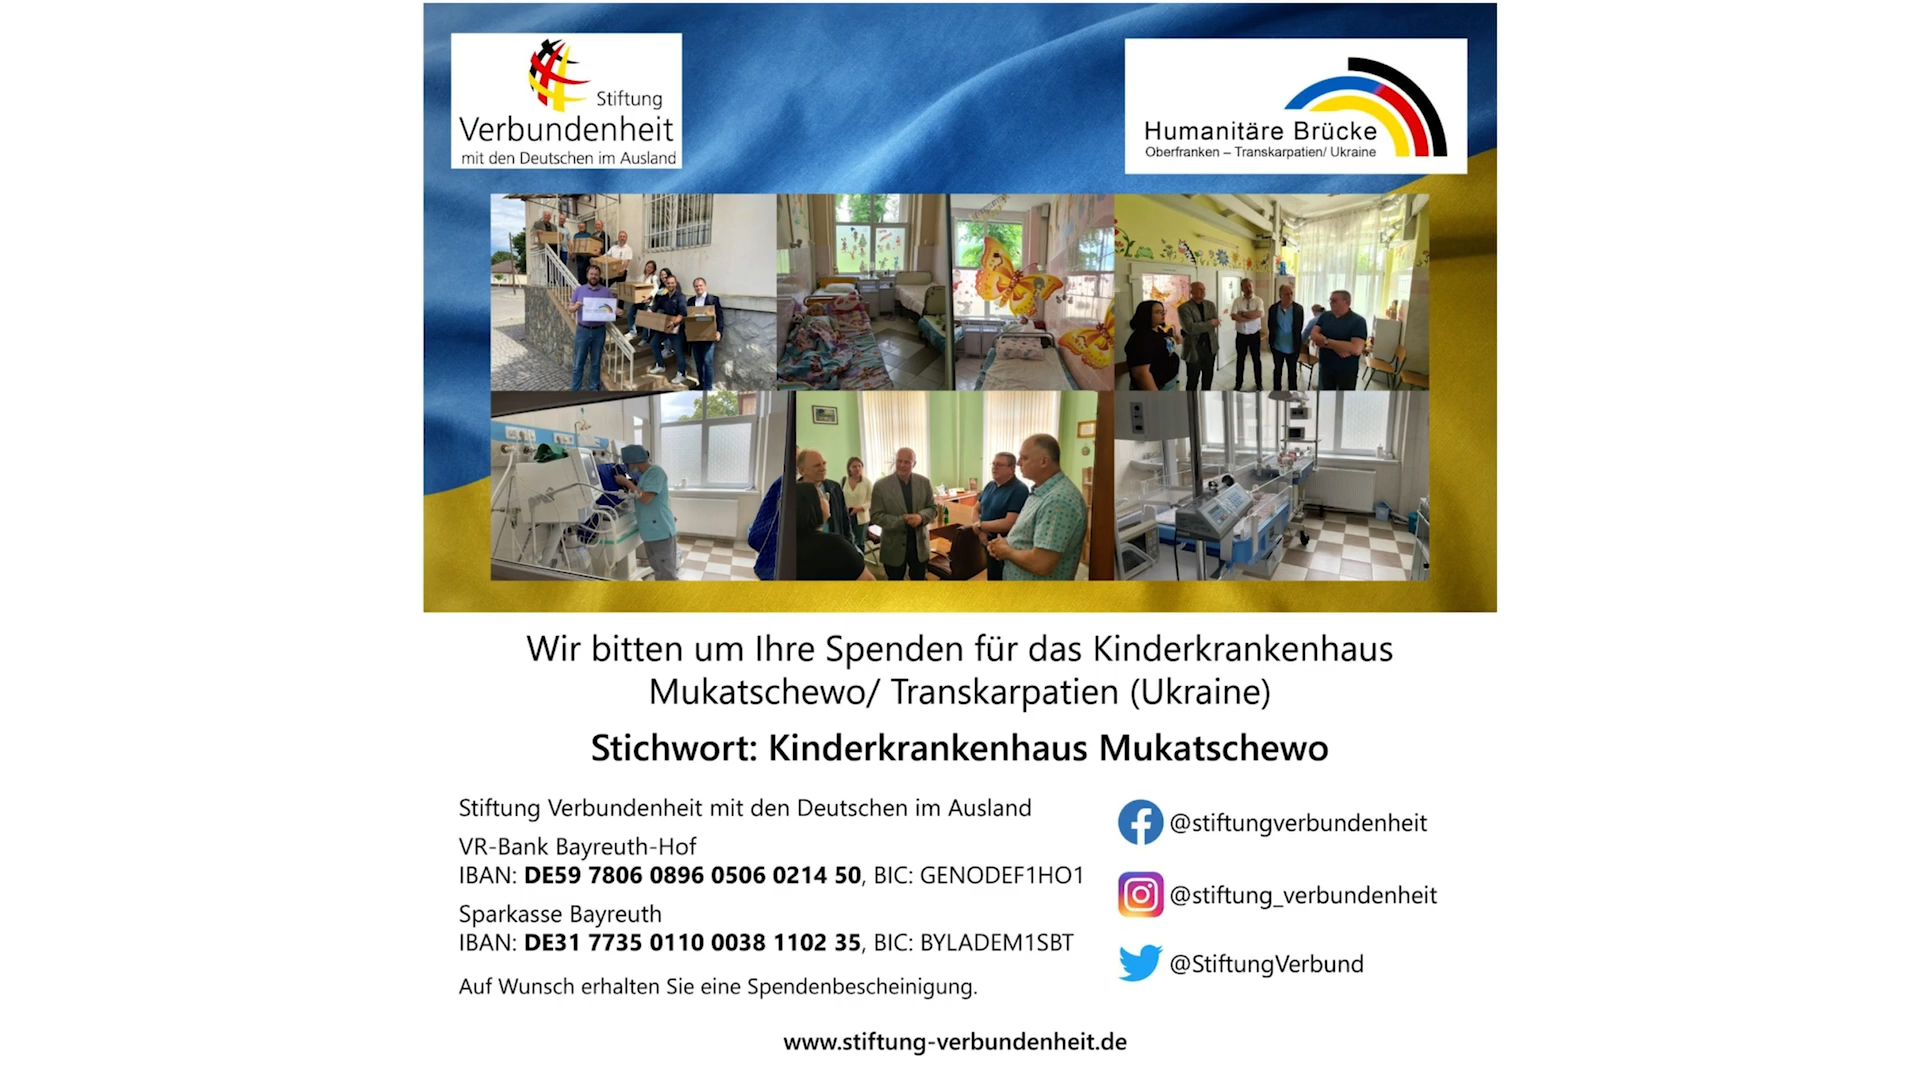 Stiftung
Verbundenheit
mit den Deutschen im Ausland
Humanitäre Brücke
Oberfranken – Transkarpatien/ Ukraine
Wir bitten um Ihre Spenden für das Kinderkrankenhaus
Mukatschewo/ Transkarpatien (Ukraine)
Stichwort: Kinderkrankenhaus Mukatschewo
Stiftung Verbundenheit mit den Deutschen im Ausland
VR-Bank Bayreuth-Hof
IBAN: DE59 7806 0896 0506 0214 50, BIC: GENODEF1HO1
Sparkasse Bayreuth
IBAN: DE31 7735 0110 0038 1102 35, BIC: BYLADEM1SBT
Auf Wunsch erhalten Sie eine Spendenbescheinigung.
@stiftungverbundenheit
@stiftung_verbundenheit
@StiftungVerbund
www.stiftung-verbundenheit.de